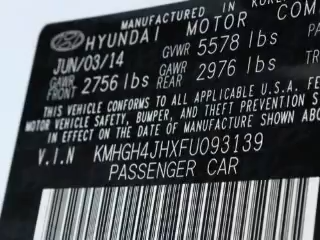 MANUFACTURED IN KOREA
HYUNDAI MOTOR COM
JUN/03/14 GVWR 5578 lbs PA
GAWR FRONT 2756 lbs GAWR REAR 2976 lbs
THIS VEHICLE CONFORMS TO ALL APPLICABLE U.S.A. FE
MOTOR VEHICLE SAFETY, BUMPER, AND THEFT PREVENTION S
IN EFFECT ON THE DATE OF MANUFACTURE SHOWN ABO
V.I.N KMHGH4JHXFU093139
PASSENGER CAR